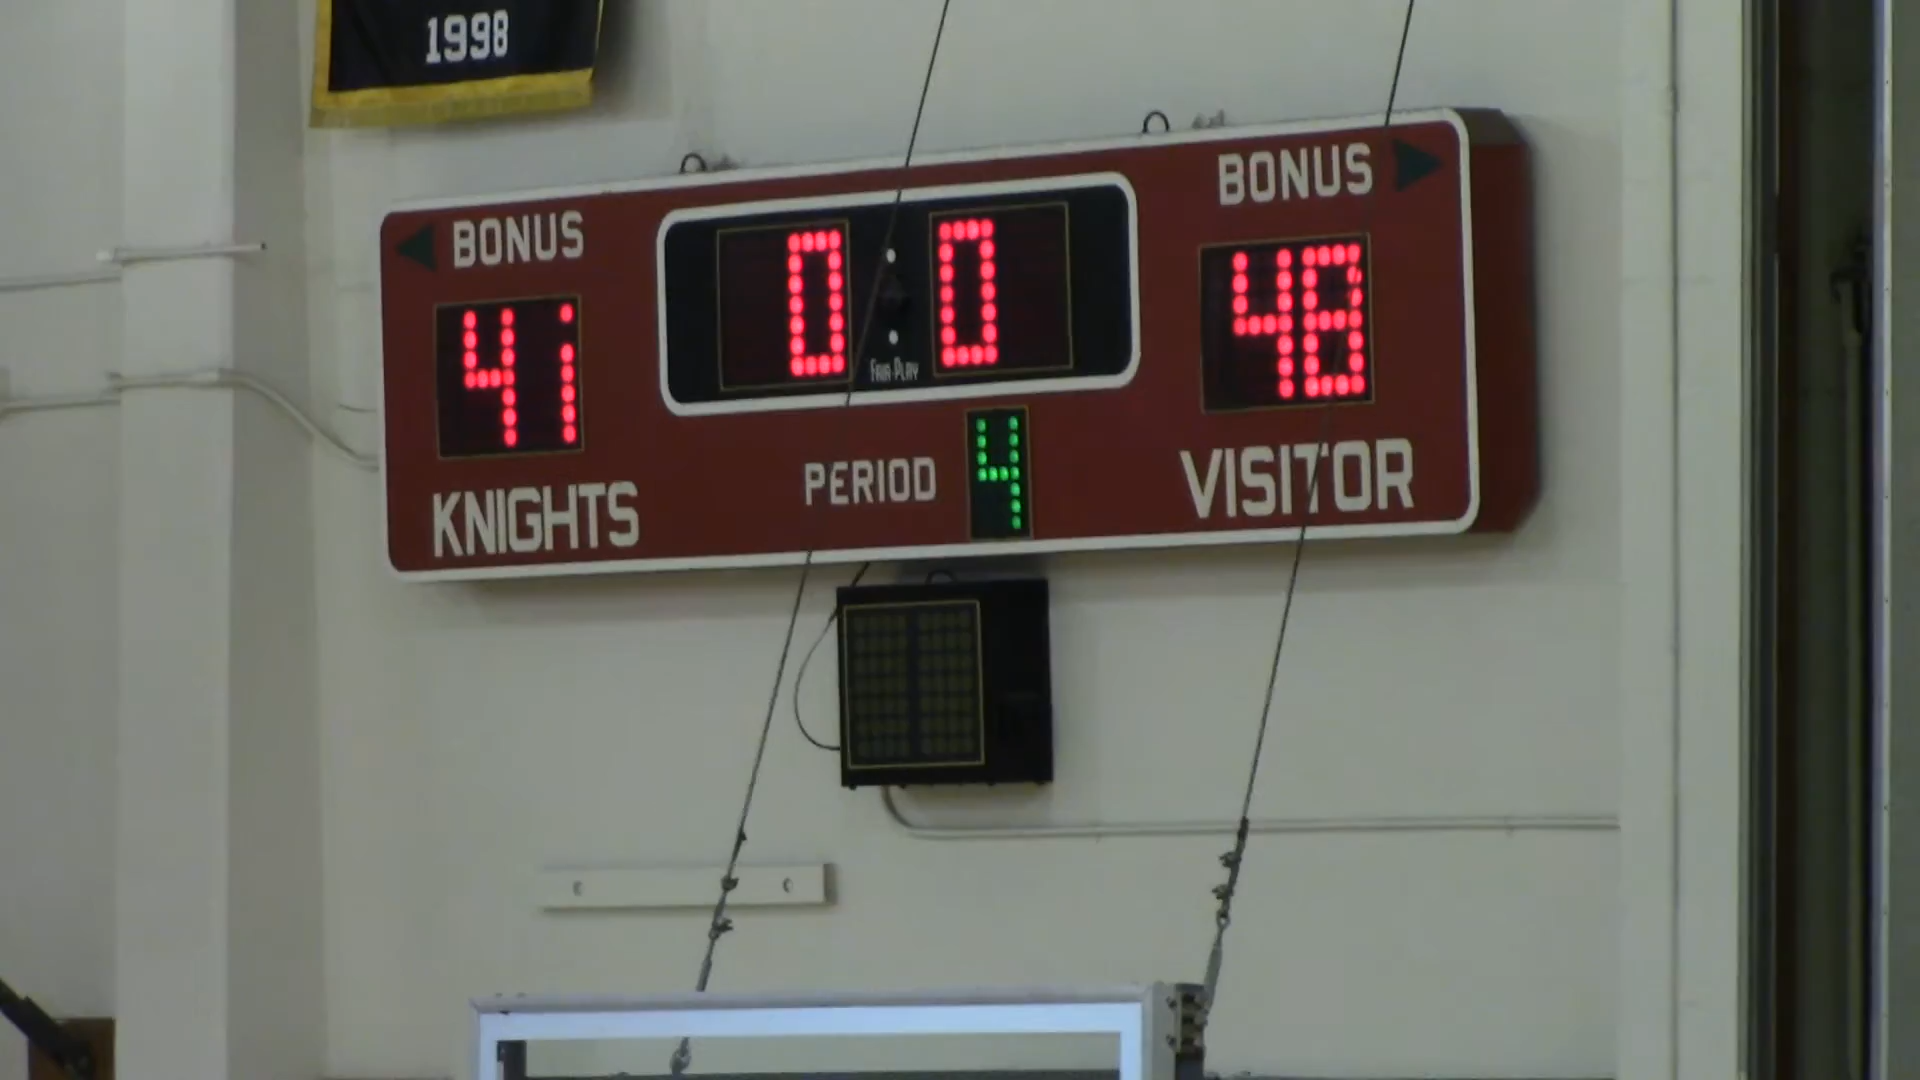 1998
BONUS
BONUS
41
0:0
48
FAIR-PLAY
PERIOD 4
KNIGHTS
VISITOR